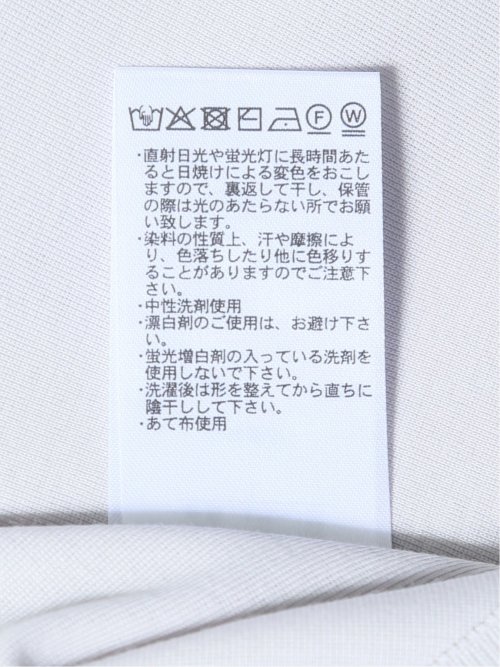 F W
・直射日光や蛍光灯に長時間あた
ると日焼けによる変色をおこし
ますので、裏返して干し、保管
の際は光のあたらない所でお願
い致します。
・染料の性質上、汗や摩擦によ
り、色落ちしたり他に色移りす
ることがありますのでご注意下
さい。
・中性洗剤使用
・漂白剤のご使用は、お避け下さ
い。
・蛍光増白剤の入っている洗剤を
使用しないで下さい。
・洗濯後は形を整えてから直ちに
陰干しして下さい。
・あて布使用